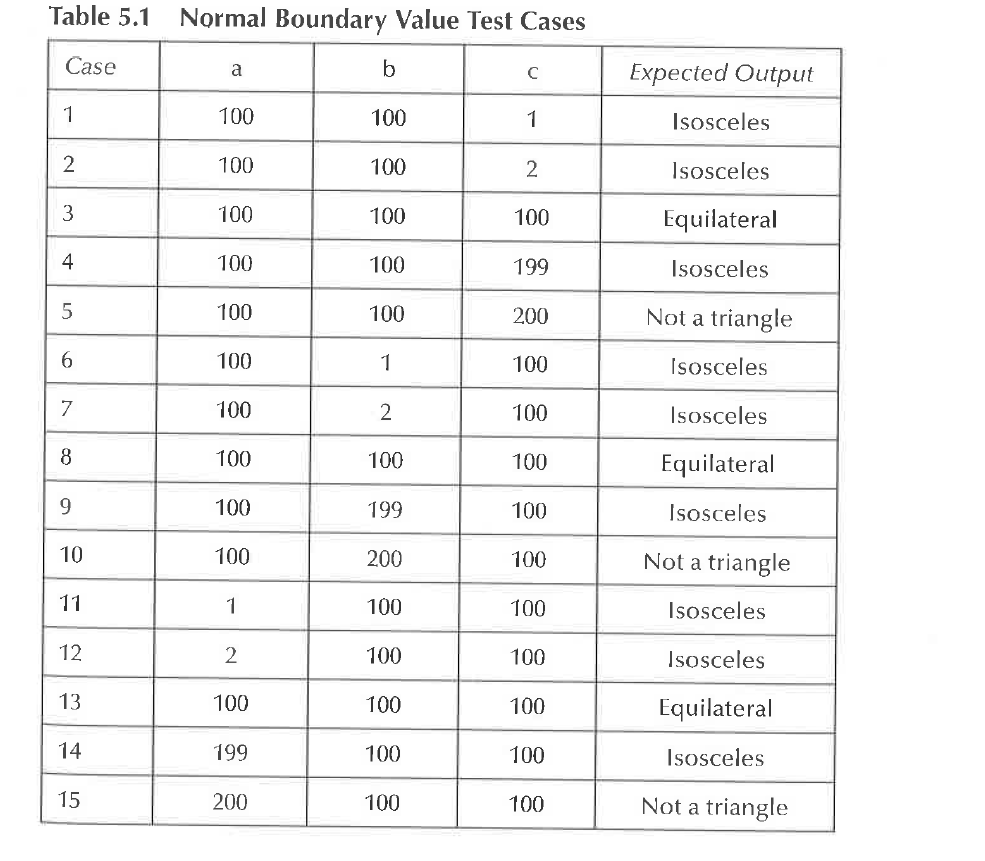 Table 5.1 Normal Boundary Value Test Cases
Case a b c Expected Output
1 100 100 1 Isosceles
2 100 100 2 Isosceles
3 100 100 100 Equilateral
4 100 100 199 Isosceles
5 100 100 200 Not a triangle
6 100 1 100 Isosceles
7 100 2 100 Isosceles
8 100 100 100 Equilateral
9 100 199 100 Isosceles
10 100 200 100 Not a triangle
11 1 100 100 Isosceles
12 2 100 100 Isosceles
13 100 100 100 Equilateral
14 199 100 100 Isosceles
15 200 100 100 Not a triangle